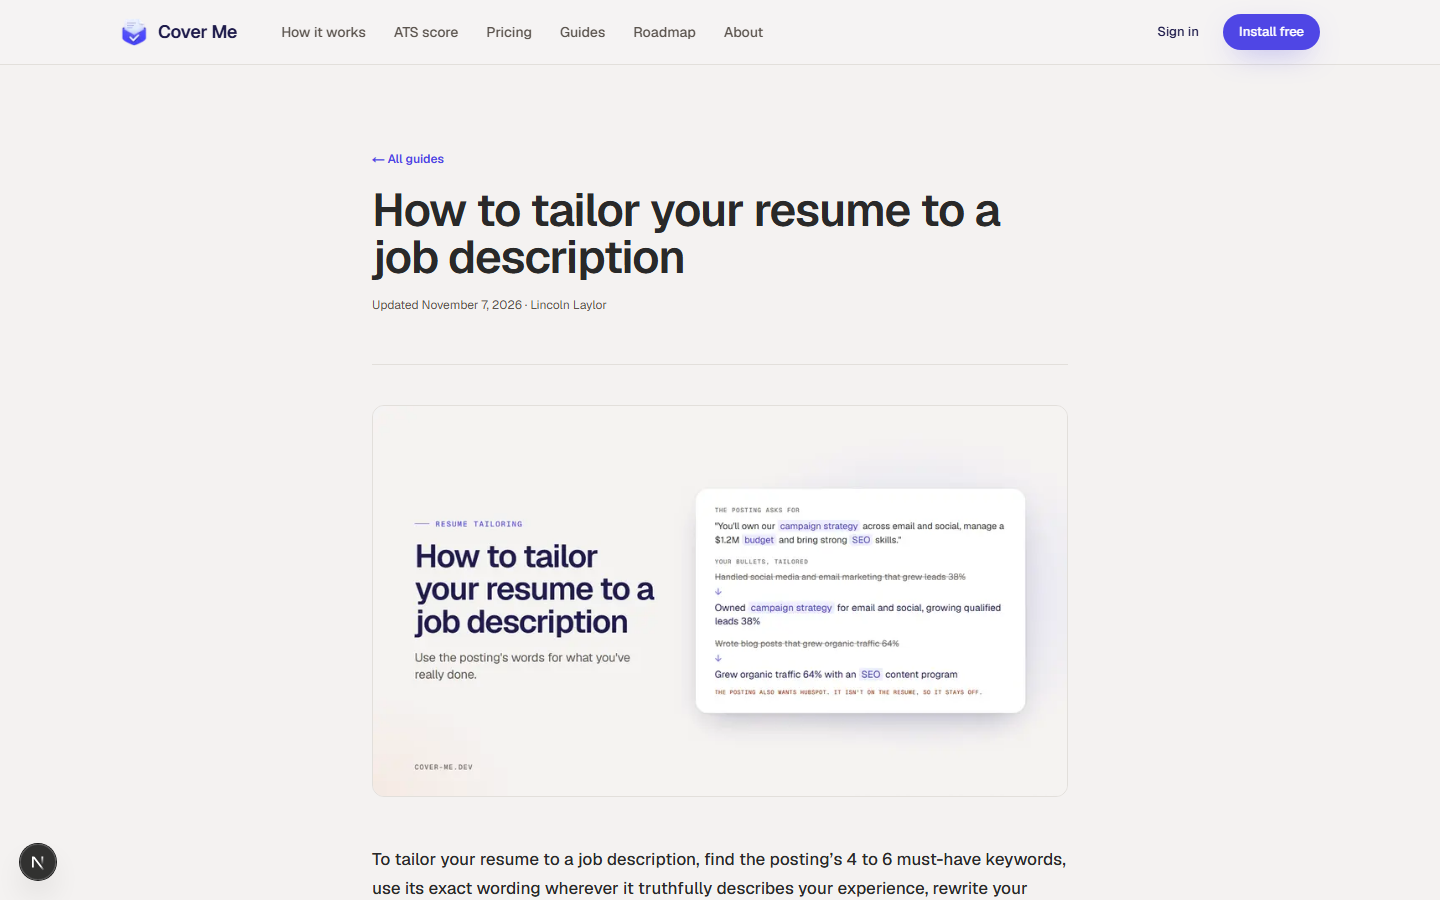 Cover Me
How it works
ATS score
Pricing
Guides
Roadmap
About
Sign in
Install free
← All guides
How to tailor your resume to a
job description
Updated November 7, 2026 · Lincoln Laylor
RESUME TAILORING
How to tailor
your resume to a
job description
Use the posting's words for what you've
really done.
COVER-ME.DEV
THE POSTING ASKS FOR
"You'll own our campaign strategy across email and social, manage a
$1.2M budget and bring strong SEO skills."
YOUR BULLETS, TAILORED
Handled social media and email marketing that grew leads 38%
↓
Owned campaign strategy for email and social, growing qualified
leads 38%
Wrote blog posts that grew organic traffic 64%
↓
Grew organic traffic 64% with an SEO content program
THE POSTING ALSO WANTS HUBSPOT. IT ISN'T ON THE RESUME, SO IT STAYS OFF.
To tailor your resume to a job description, find the posting’s 4 to 6 must-have keywords,
use its exact wording wherever it truthfully describes your experience, rewrite your
N